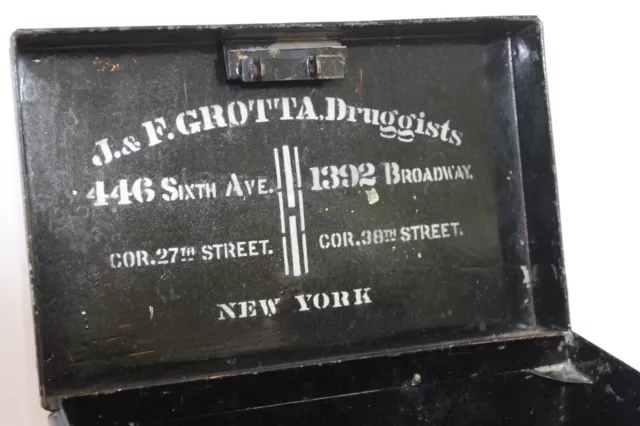 J. & F. GROTTA, Druggists
446 SIXTH AVE. 1392 BROADWAY.
COR. 27TH STREET. COR. 38TH STREET.
NEW YORK